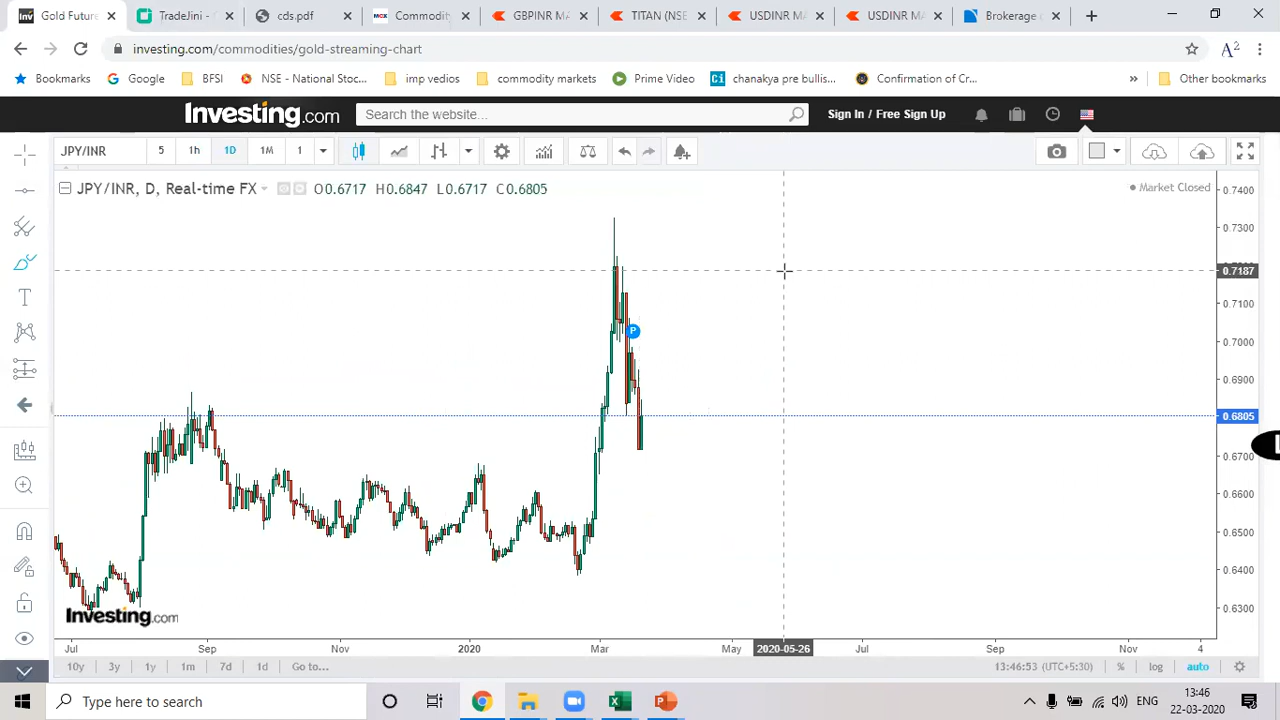 Gold Future
TradeJini - 
cds.pdf
Commodity
GBPINR MA
TITAN (NSE
USDINR MA
USDINR MA
Brokerage c
investing.com/commodities/gold-streaming-chart
Bookmarks
Google
BFSI
NSE - National Stoc...
imp vedios
commodity markets
Prime Video
chanakya pre bullis...
Confirmation of Cr...
Other bookmarks
Investing.com
Search the website...
Sign In / Free Sign Up
JPY/INR
5
1h
1D
1M
1
JPY/INR, D, Real-time FX
O0.6717 H0.6847 L0.6717 C0.6805
Market Closed
0.7400
0.7300
0.7187
0.7100
0.7000
0.6900
0.6805
0.6700
0.6600
0.6500
0.6400
0.6300
P
Investing.com
Jul
Sep
Nov
2020
Mar
May
2020-05-26
Jul
Sep
Nov
4
10y
3y
1y
1m
7d
1d
Go to...
13:46:53 (UTC+5:30)
%
log
auto
Type here to search
ENG
13:46
22-03-2020